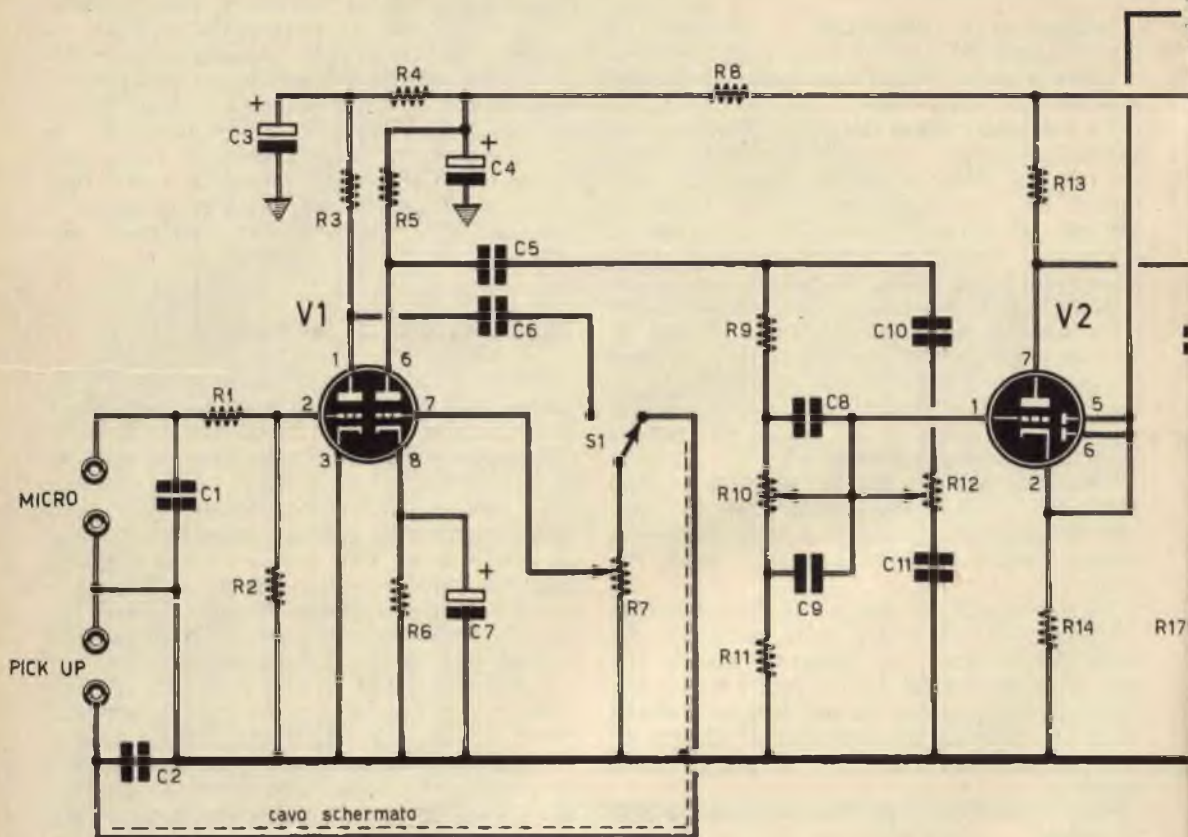 R4
R8
+
C3
+
C4
R3
R5
R13
C5
V1
C6
R9
C10
V2
1
6
7
R1
2
7
C8
1
5
3
8
S1
6
MICRO
C1
R10
R12
2
R2
+
C9
C11
R6
C7
R7
R14
R17
PICK UP
R11
C2
cavo schermato